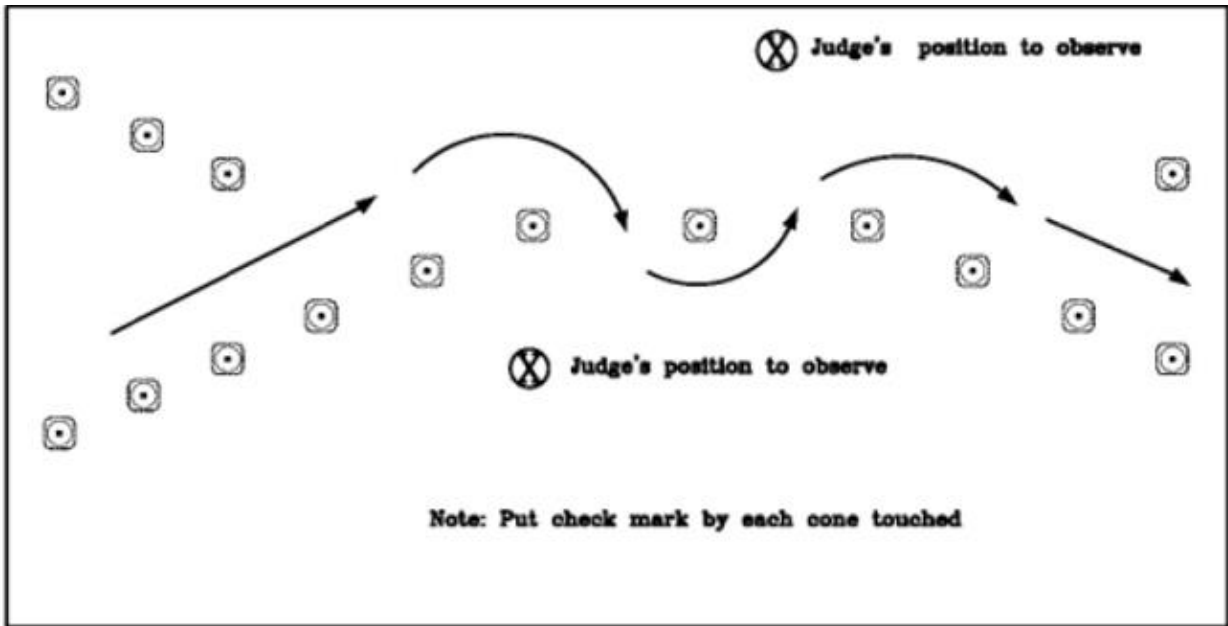 Judge's position to observe
Judge's position to observe
Note: Put check mark by each cone touched